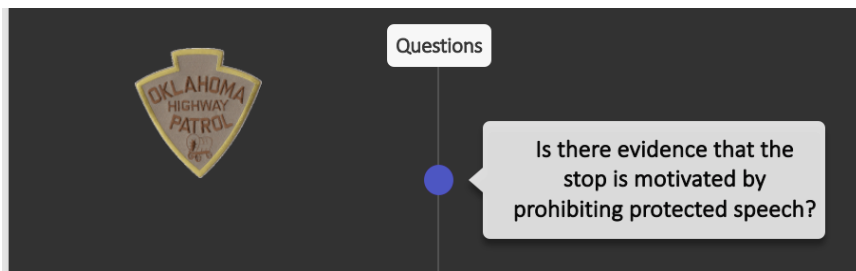 Questions
OKLAHOMA
HIGHWAY
PATROL
Is there evidence that the
stop is motivated by
prohibiting protected speech?